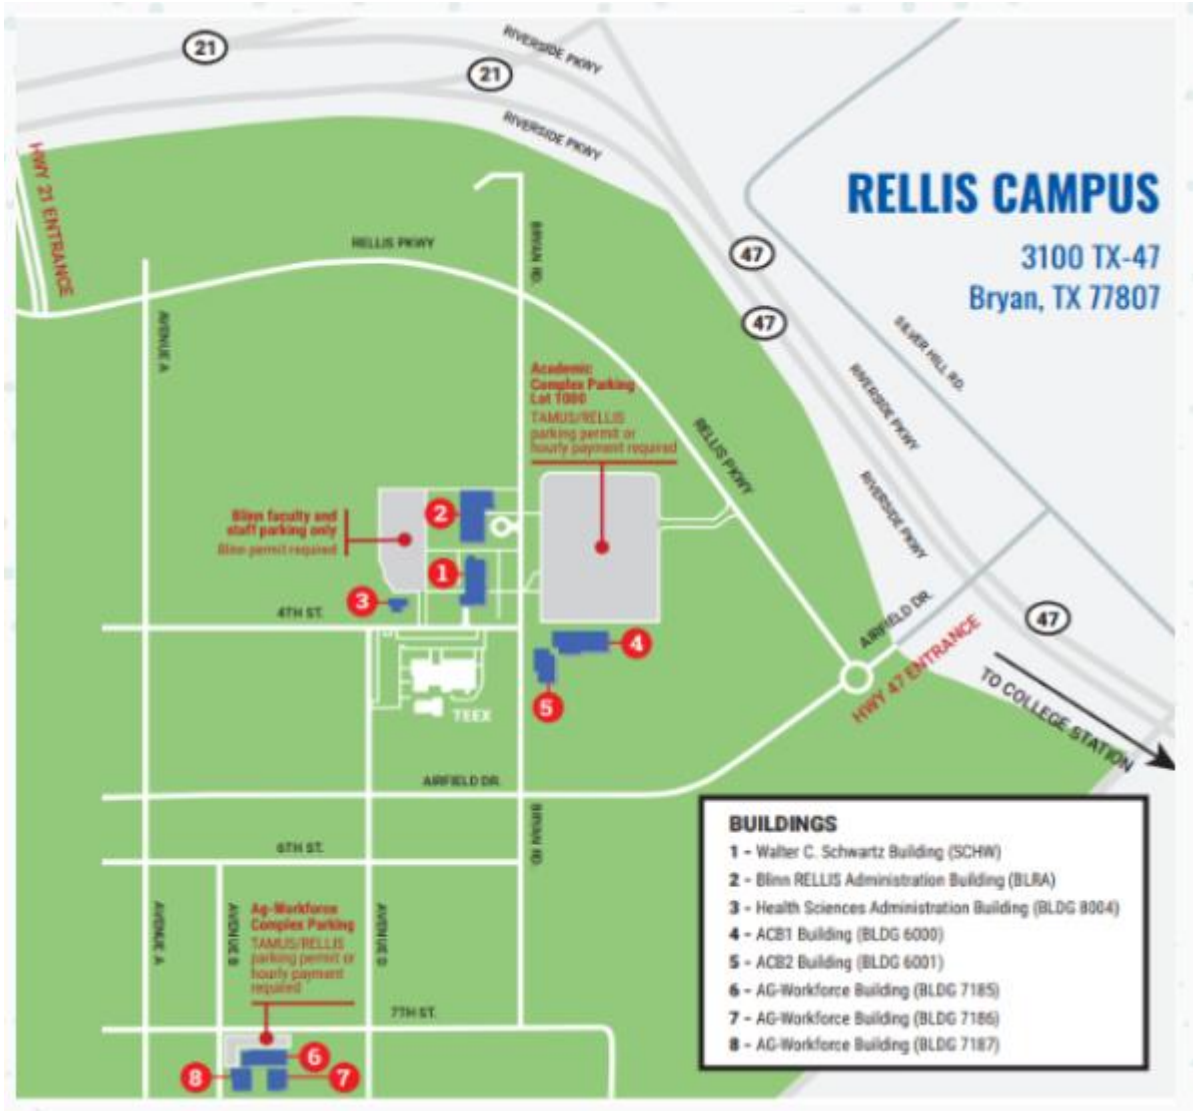 21
RIVERSIDE PKWY
21
RIVERSIDE PKWY
HWY 21 ENTRANCE
RELLIS CAMPUS
3100 TX-47
Bryan, TX 77807
RELLIS PKWY
BRYAN RD.
47
47
AVENUE A
SILVER HILL RD.
RIVERSIDE PKWY
Academic
Complex Parking
Lot 1000
TAMUS/RELLIS
parking permit or
hourly payment required
RELLIS PKWY
RIVERSIDE PKWY
2
Blinn faculty and
staff parking only
Blinn permit required
1
3
4TH ST.
4
5
TEEX
AIRFIELD DR.
HWY 47 ENTRANCE
47
TO COLLEGE STATION
AIRFIELD DR.
BRYAN RD.
6TH ST.
AVENUE A
AVENUE B
Ag-Workforce
Complex Parking
TAMUS/RELLIS
parking permit or
hourly payment
required
AVENUE D
7TH ST.
6
8
7
BUILDINGS
1 – Walter C. Schwartz Building (SCHW)
2 – Blinn RELLIS Administration Building (BLRA)
3 – Health Sciences Administration Building (BLDG 8004)
4 – ACB1 Building (BLDG 6000)
5 – ACB2 Building (BLDG 6001)
6 – AG-Workforce Building (BLDG 7185)
7 – AG-Workforce Building (BLDG 7186)
8 – AG-Workforce Building (BLDG 7187)